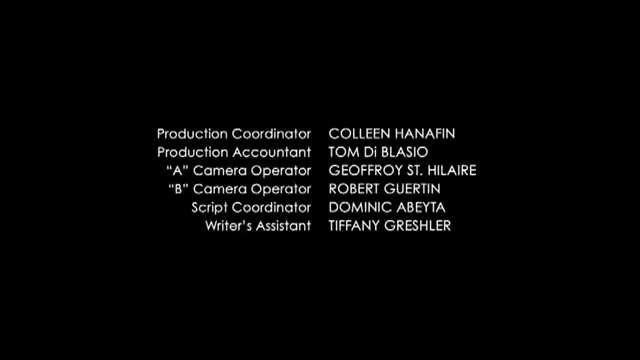 Production Coordinator COLLEEN HANAFIN
Production Accountant TOM Di BLASIO
“A” Camera Operator GEOFFROY ST. HILAIRE
“B” Camera Operator ROBERT GUERTIN
Script Coordinator DOMINIC ABEYTA
Writer’s Assistant TIFFANY GRESHLER